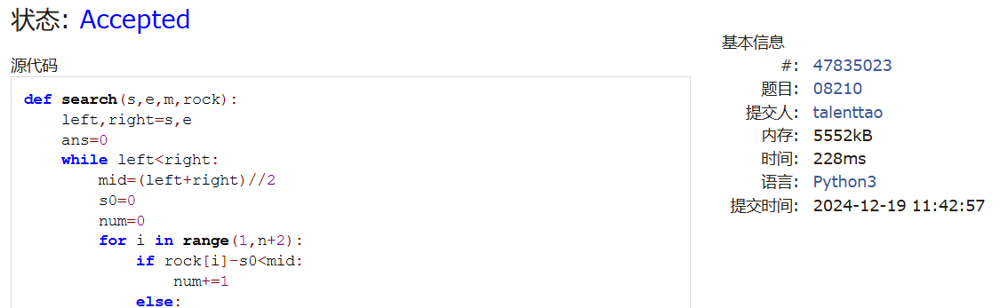 状态: Accepted
源代码
def search(s,e,m,rock):
    left,right=s,e
    ans=0
    while left<right:
        mid=(left+right)//2
        s0=0
        num=0
        for i in range(1,n+2):
            if rock[i]-s0<mid:
                num+=1
            else:
基本信息
#: 47835023
题目: 08210
提交人: talenttao
内存: 5552kB
时间: 228ms
语言: Python3
提交时间: 2024-12-19 11:42:57